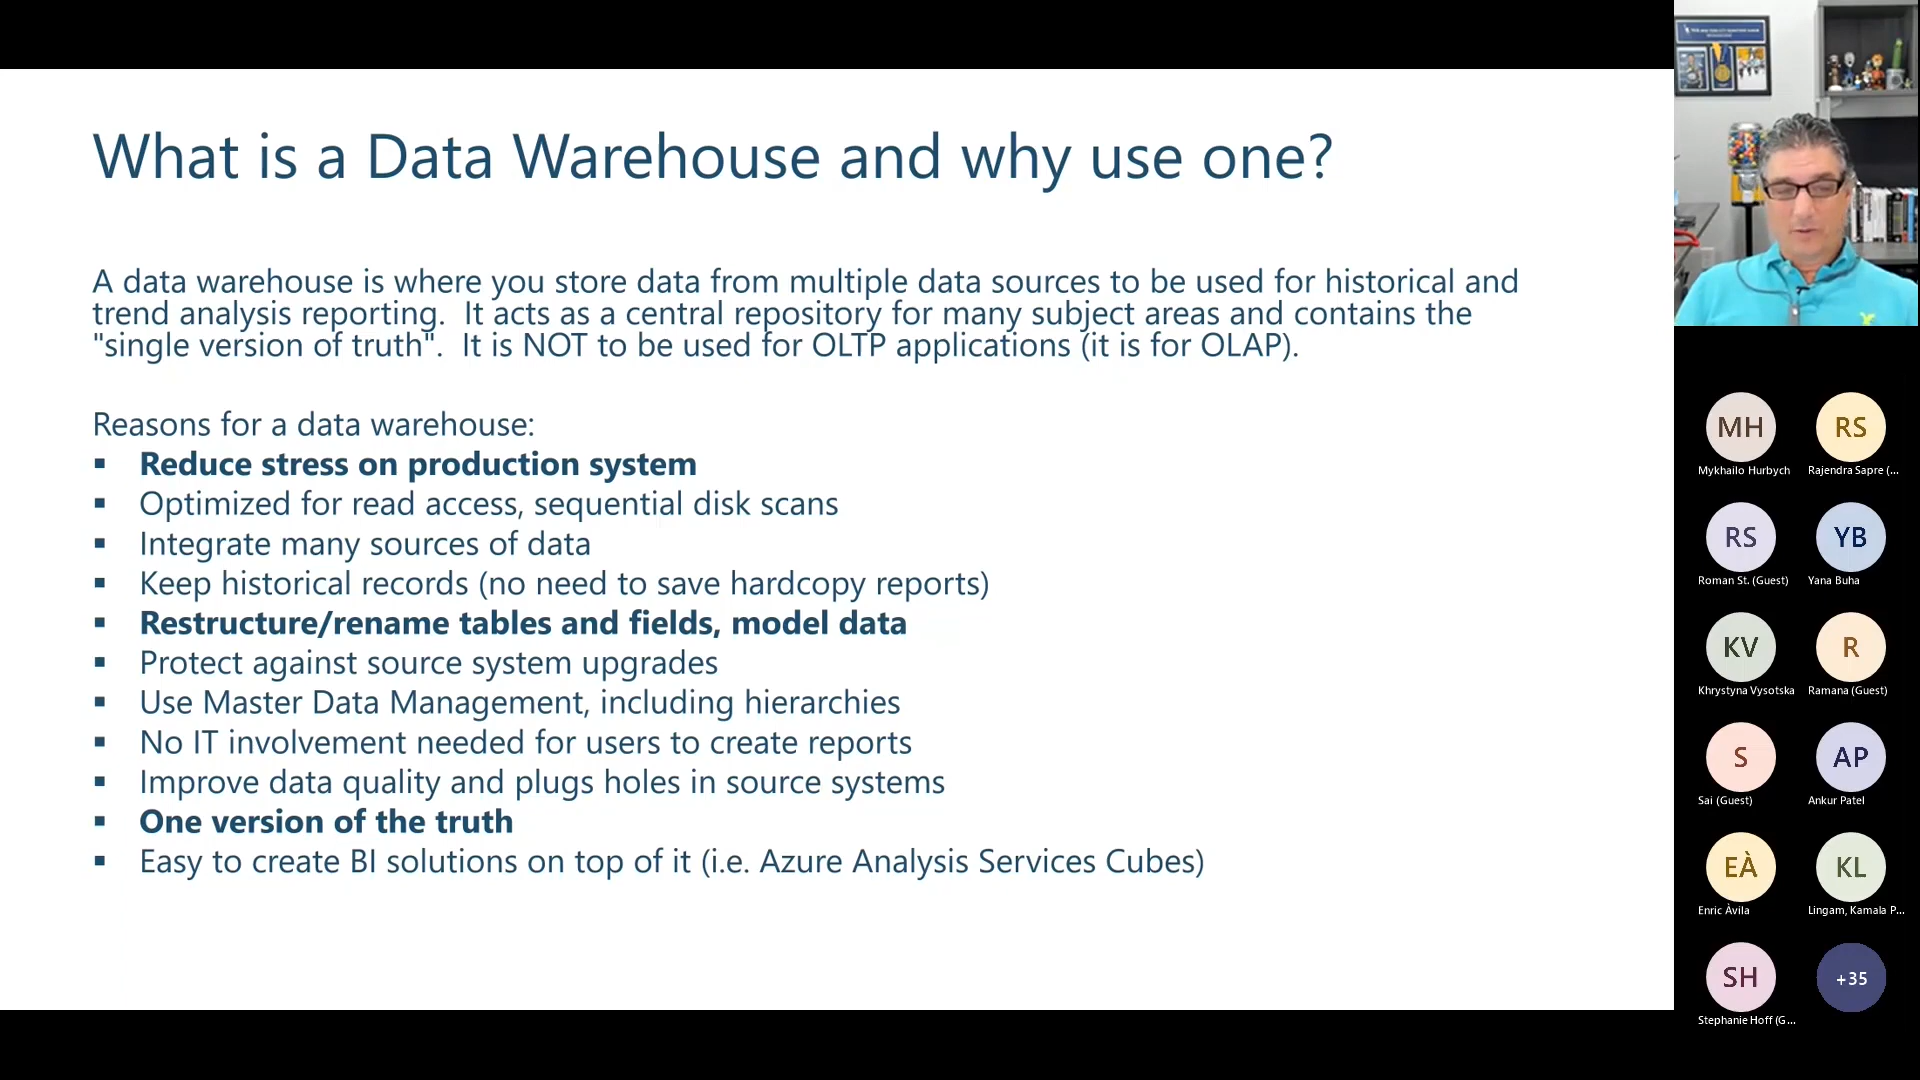 What is a Data Warehouse and why use one?
A data warehouse is where you store data from multiple data sources to be used for historical and
trend analysis reporting. It acts as a central repository for many subject areas and contains the
"single version of truth". It is NOT to be used for OLTP applications (it is for OLAP).
Reasons for a data warehouse:
▪ Reduce stress on production system
▪ Optimized for read access, sequential disk scans
▪ Integrate many sources of data
▪ Keep historical records (no need to save hardcopy reports)
▪ Restructure/rename tables and fields, model data
▪ Protect against source system upgrades
▪ Use Master Data Management, including hierarchies
▪ No IT involvement needed for users to create reports
▪ Improve data quality and plugs holes in source systems
▪ One version of the truth
▪ Easy to create BI solutions on top of it (i.e. Azure Analysis Services Cubes)
MH RS
Mykhailo Hurbych Rajendra Sapre (...
RS YB
Roman St. (Guest) Yana Buha
KV R
Khrystyna Vysotska Ramana (Guest)
S AP
Sai (Guest) Ankur Patel
EÀ KL
Enric Àvila Lingam, Kamala P...
SH +35
Stephanie Hoff (G...